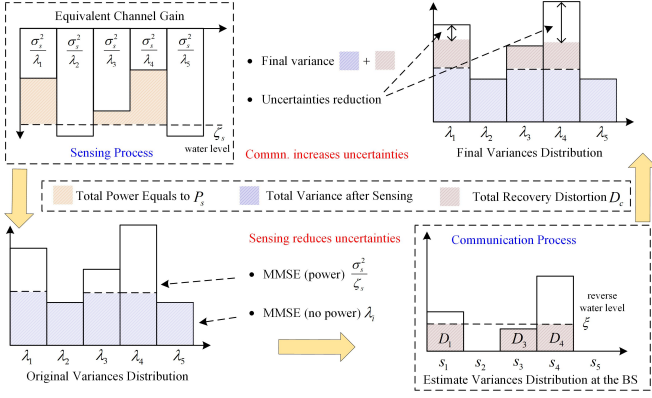 Equivalent Channel Gain
σ_s^2/λ_1 σ_s^2/λ_2 σ_s^2/λ_3 σ_s^2/λ_4 σ_s^2/λ_5
ζ_s
water level
Sensing Process
• Final variance +
• Uncertainties reduction
Commn. increases uncertainties
λ_1 λ_2 λ_3 λ_4 λ_5
Final Variances Distribution
Total Power Equals to P_s
Total Variance after Sensing
Total Recovery Distortion D_c
Sensing reduces uncertainties
• MMSE (power) σ_s^2/ζ_s
• MMSE (no power) λ_i
λ_1 λ_2 λ_3 λ_4 λ_5
Original Variances Distribution
Communication Process
reverse
water level
ξ
D_1 D_3 D_4
s_1 s_2 s_3 s_4 s_5
Estimate Variances Distribution at the BS